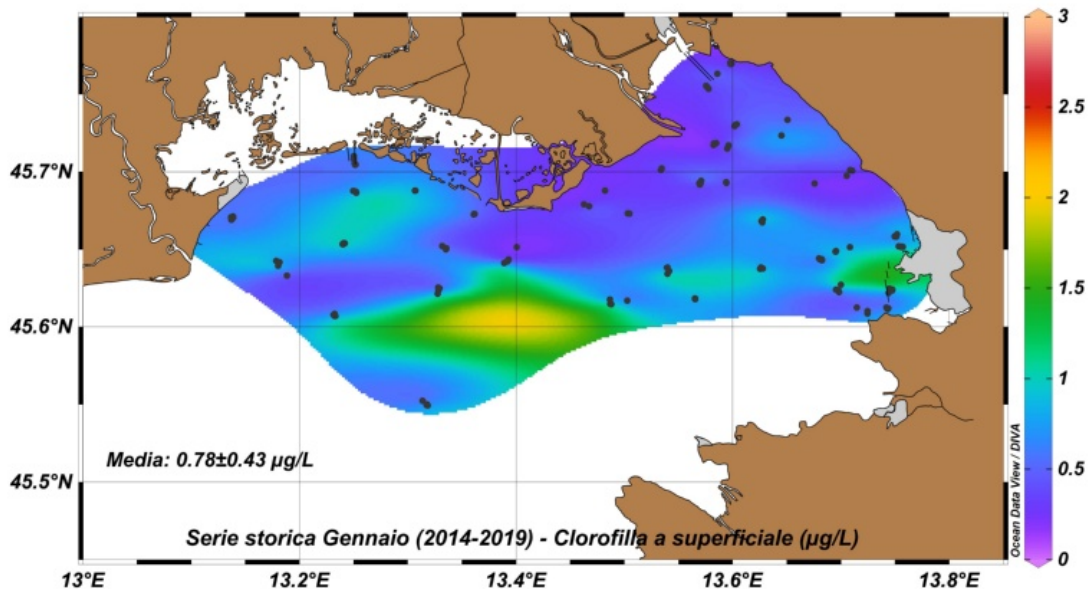 3
2.5
2
1.5
1
0.5
0
45.7°N
45.6°N
45.5°N
Media: 0.78±0.43 µg/L
Serie storica Gennaio (2014-2019) - Clorofilla a superficiale (µg/L)
Ocean Data View / DIVA
13°E 13.2°E 13.4°E 13.6°E 13.8°E